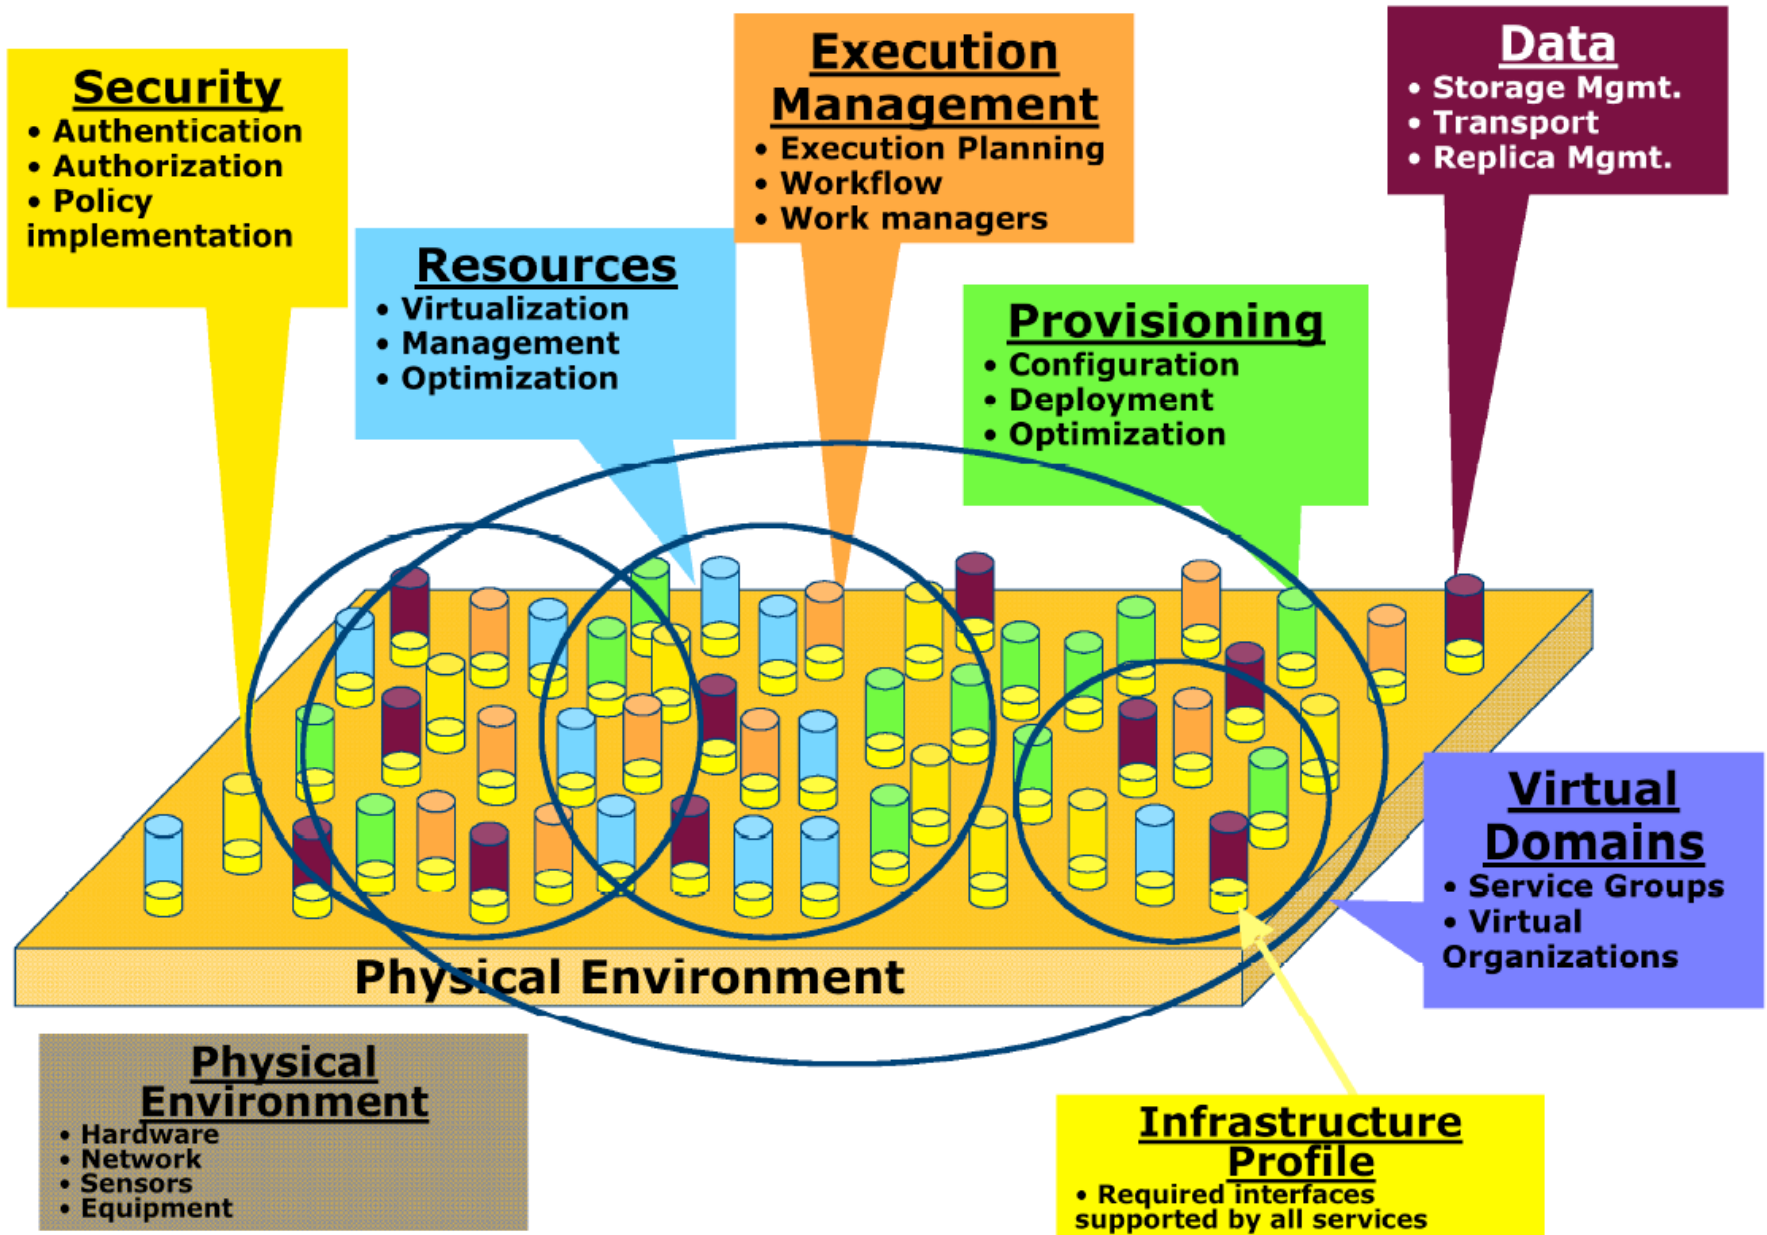 Security
• Authentication
• Authorization
• Policy
implementation
Resources
• Virtualization
• Management
• Optimization
Execution
Management
• Execution Planning
• Workflow
• Work managers
Provisioning
• Configuration
• Deployment
• Optimization
Data
• Storage Mgmt.
• Transport
• Replica Mgmt.
Virtual
Domains
• Service Groups
• Virtual
Organizations
Physical Environment
Physical
Environment
• Hardware
• Network
• Sensors
• Equipment
Infrastructure
Profile
• Required interfaces
supported by all services